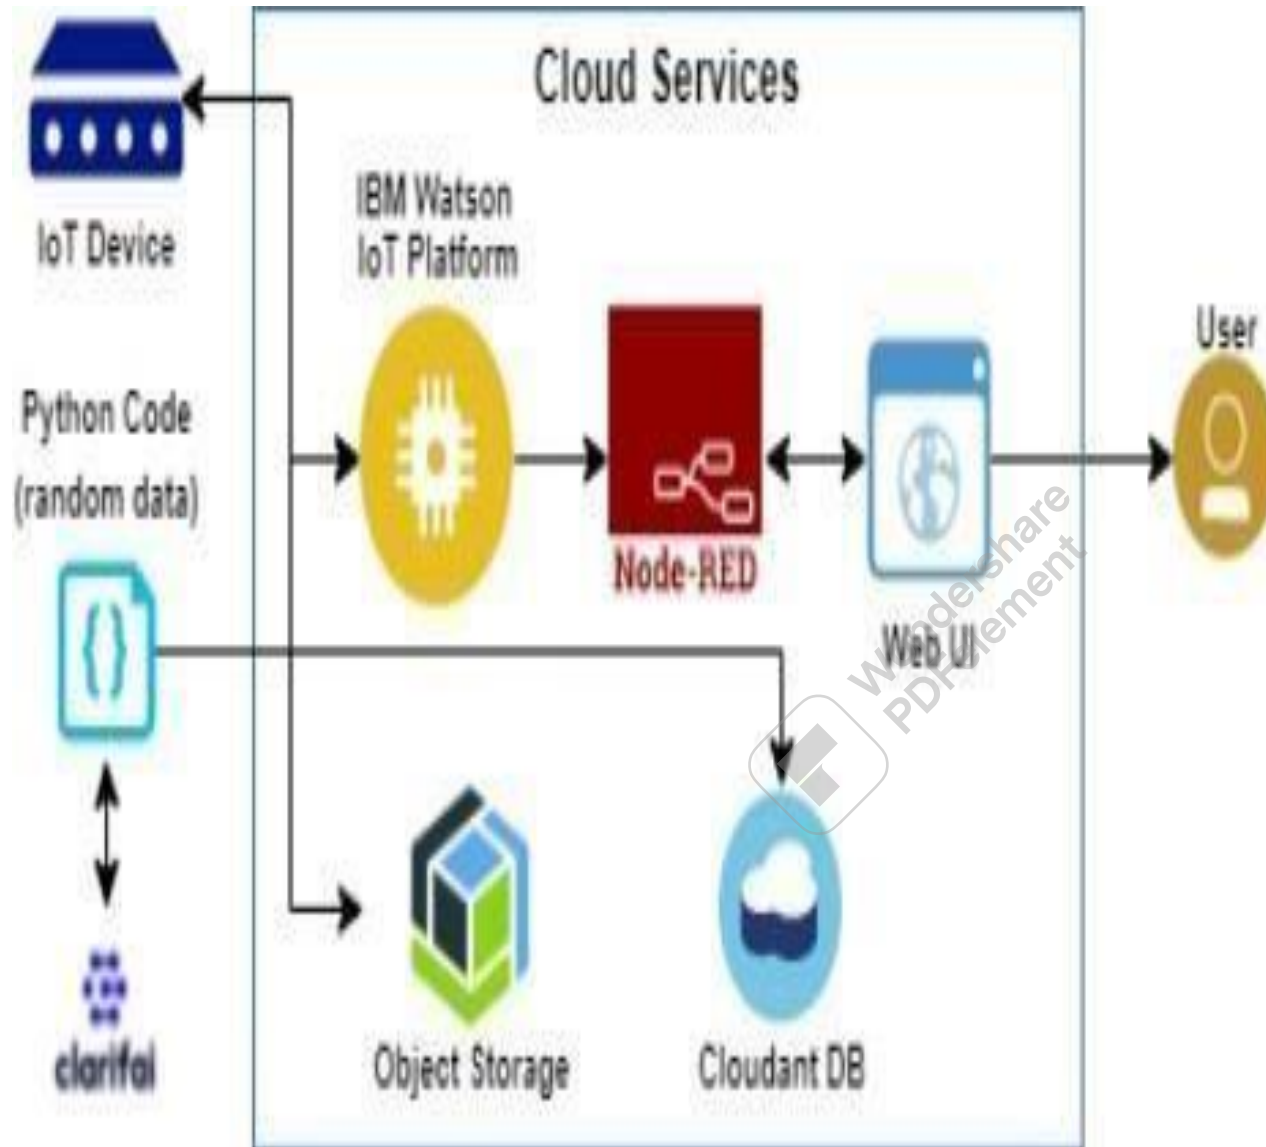 Cloud Services
IoT Device
IBM Watson
IoT Platform
User
Python Code
(random data)
Node-RED
Web UI
Wondershare
PDFelement
clarifai
Object Storage
Cloudant DB